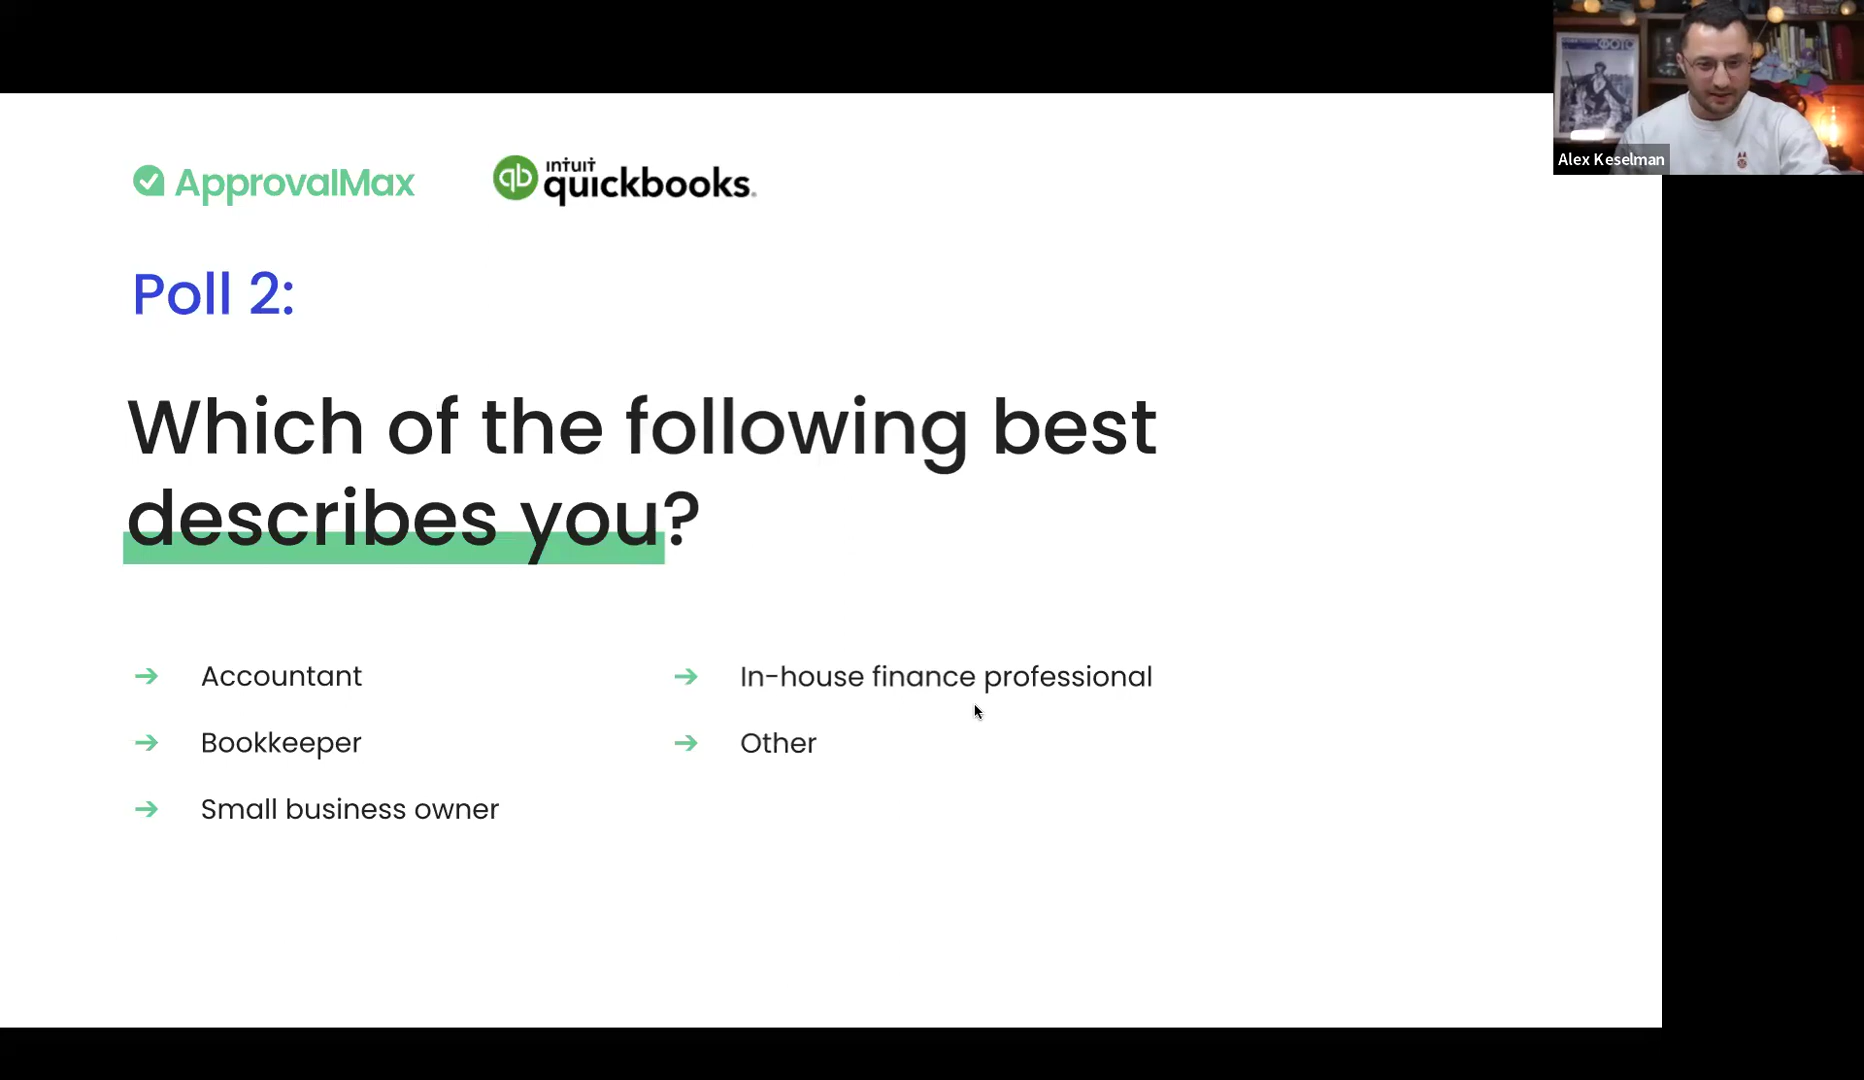 ApprovalMax
intuit
quickbooks.
Poll 2:
Which of the following best
describes you?
Accountant
Bookkeeper
Small business owner
In-house finance professional
Other
ФОТО
Alex Keselman